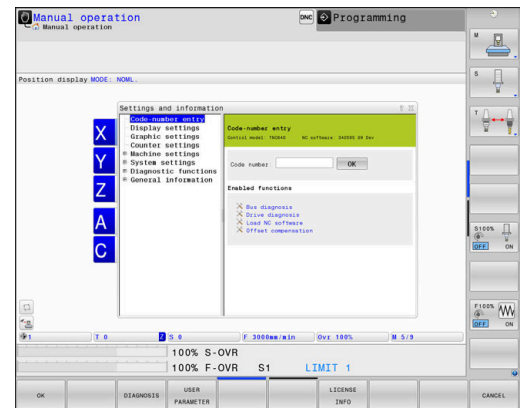 Manual operation
Manual operation
DNC
Programming
Position display MODE: NOML.
Settings and information
Code-number entry
Display settings
Graphic settings
Counter settings
Machine settings
System settings
Diagnostic functions
General information
Code-number entry
Control model: TNC640 NC software: 340595 08 Dev
Code number:
OK
Enabled functions
Bus diagnosis
Drive diagnosis
Load NC software
Offset compensation
X
Y
Z
A
C
M
S
T
S100%
OFF ON
F100%
OFF ON
1
T 0
Z S 0
F 3000mm/min
Ovr 100%
M 5/9
100% S-OVR
100% F-OVR S1 LIMIT 1
OK
DIAGNOSIS
USER
PARAMETER
LICENSE
INFO
CANCEL